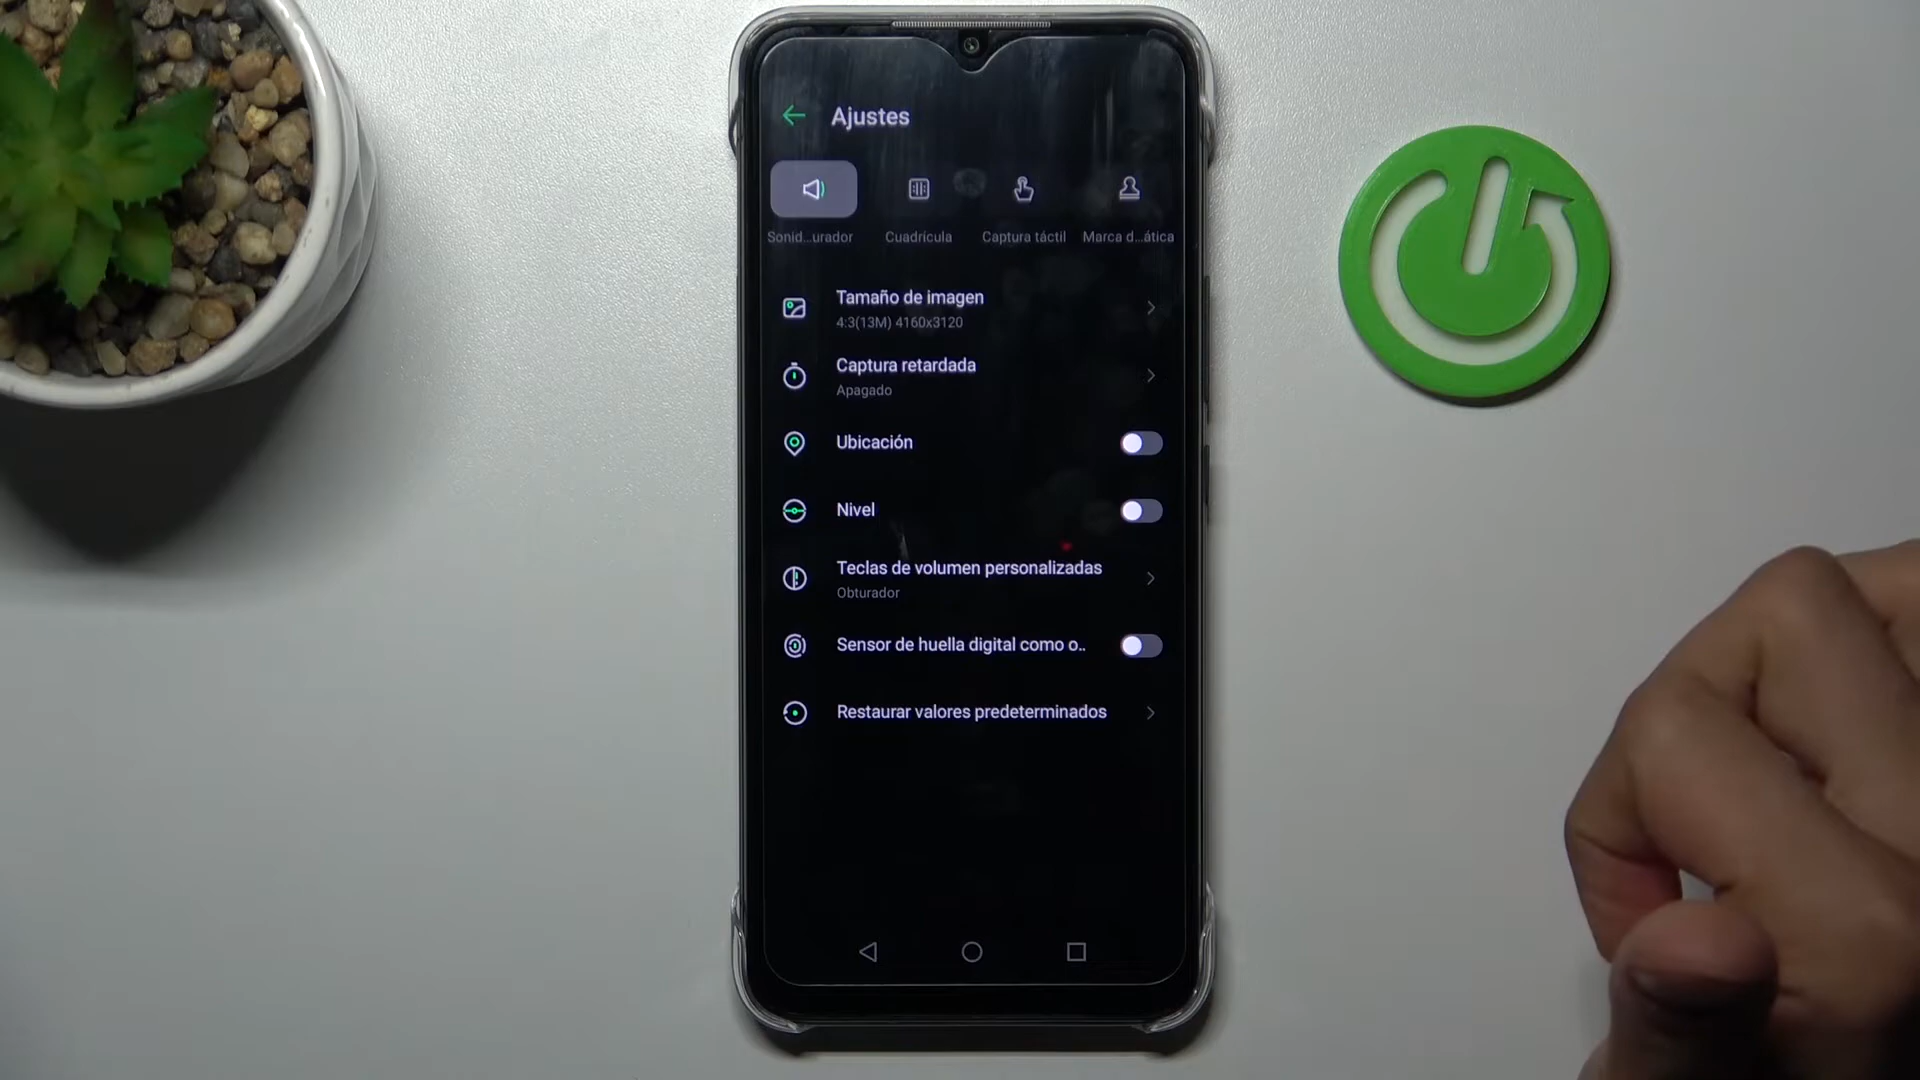 Ajustes
Sonid...urador
Cuadrícula
Captura táctil
Marca d...ática
Tamaño de imagen
4:3(13M) 4160x3120
Captura retardada
Apagado
Ubicación
Nivel
Teclas de volumen personalizadas
Obturador
Sensor de huella digital como o..
Restaurar valores predeterminados